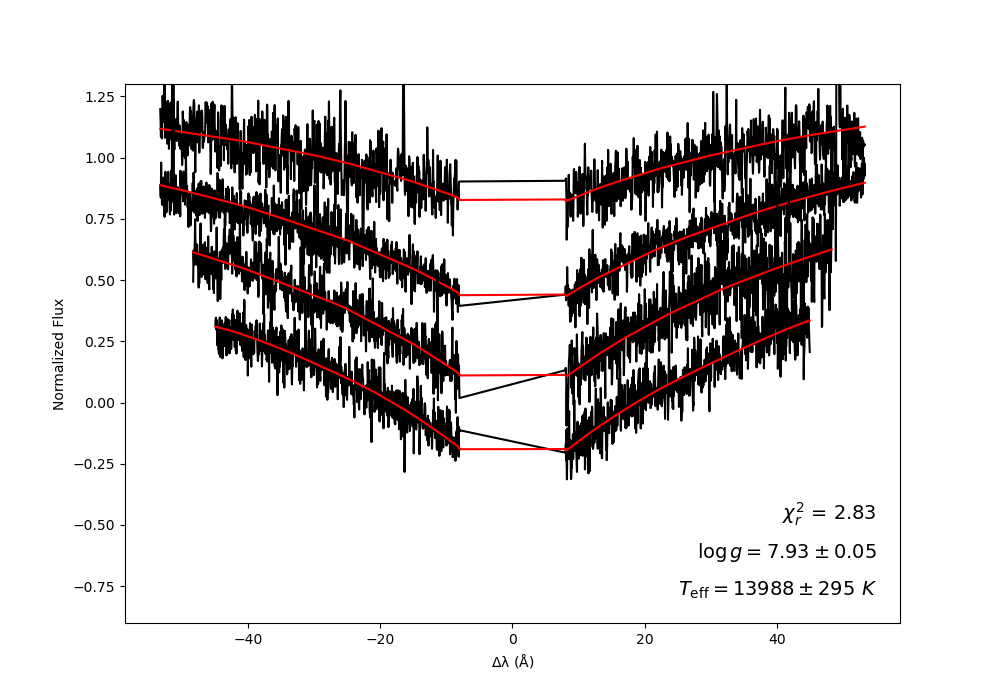 Normalized Flux
1.25
1.00
0.75
0.50
0.25
0.00
−0.25
−0.50
−0.75
χ²ᵣ = 2.83
log g = 7.93 ± 0.05
T_eff = 13988 ± 295 K
−40 −20 0 20 40
Δλ (Å)